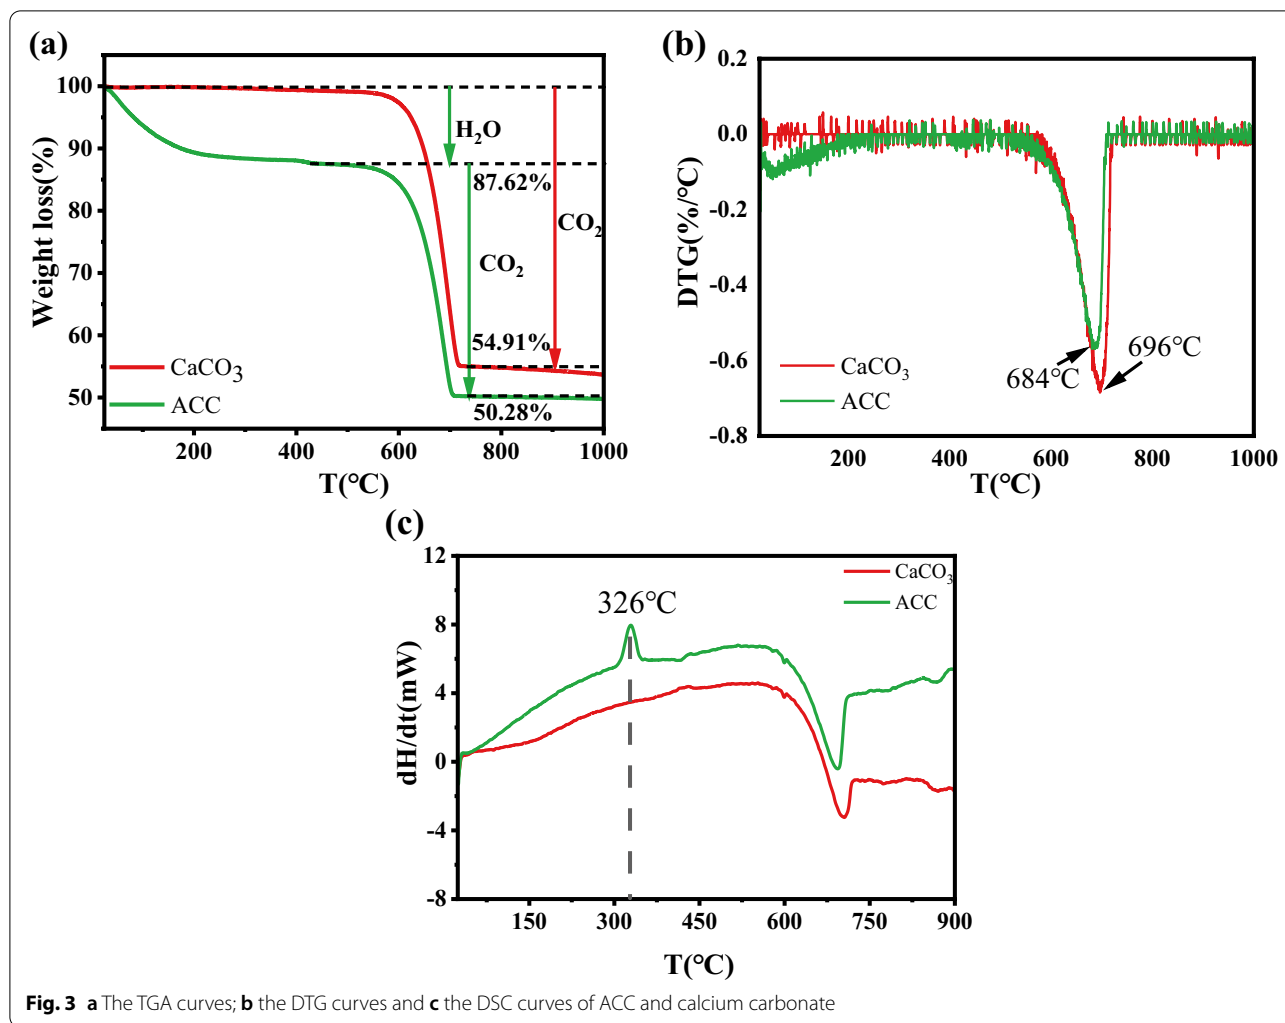 (a)
Weight loss(%)
100
90
80
70
60
50
H₂O
87.62%
CO₂
CO₂
54.91%
50.28%
CaCO₃
ACC
200
400
600
800
1000
T(°C)
(b)
DTG(%/°C)
0.2
0.0
-0.2
-0.4
-0.6
-0.8
684°C
696°C
CaCO₃
ACC
200
400
600
800
1000
T(°C)
(c)
dH/dt(mW)
12
8
4
0
-4
-8
326°C
CaCO₃
ACC
150
300
450
600
750
900
T(°C)
Fig. 3 a The TGA curves; b the DTG curves and c the DSC curves of ACC and calcium carbonate